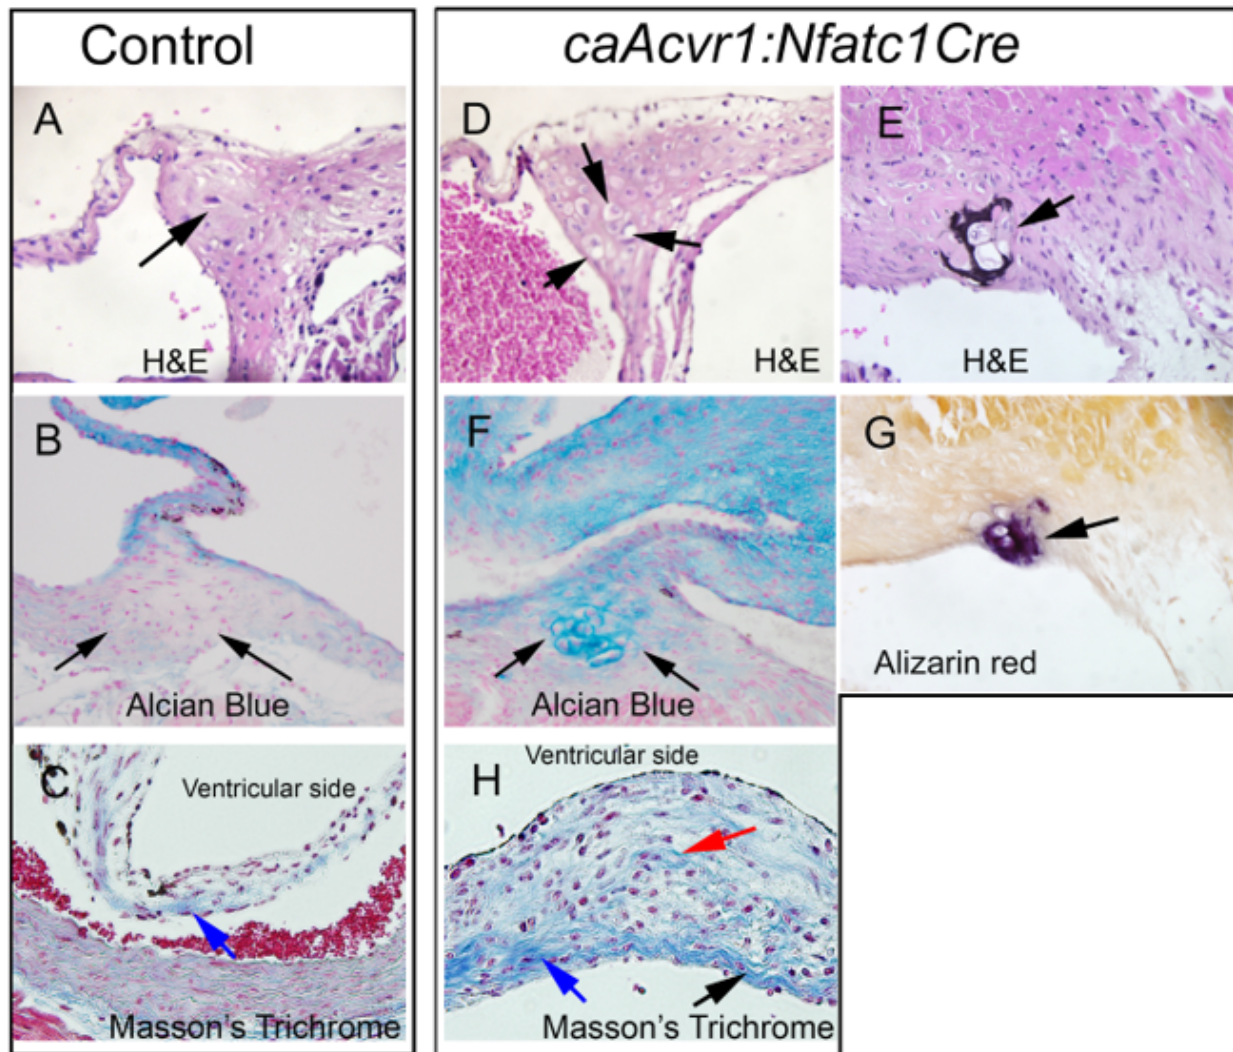 Control
caAcvr1:Nfatc1Cre
A
H&E
D
H&E
E
H&E
B
Alcian Blue
F
Alcian Blue
G
Alizarin red
C
Ventricular side
Masson's Trichrome
Ventricular side
H
Masson's Trichrome